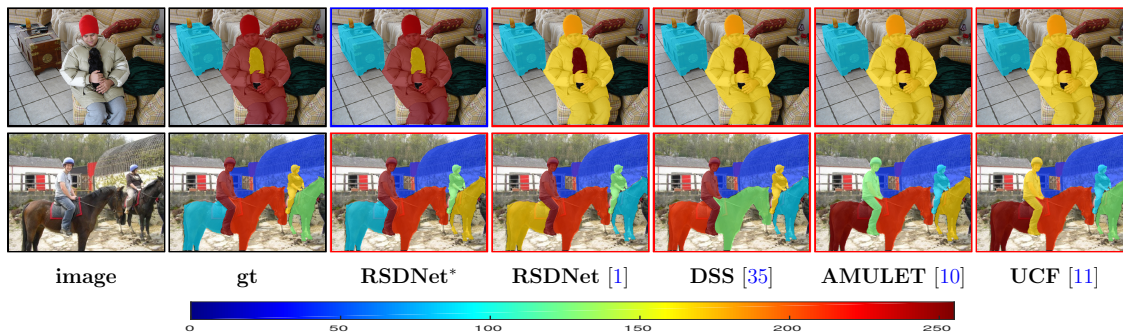 image gt RSDNet* RSDNet [1] DSS [35] AMULET [10] UCF [11]
0 50 100 150 200 250